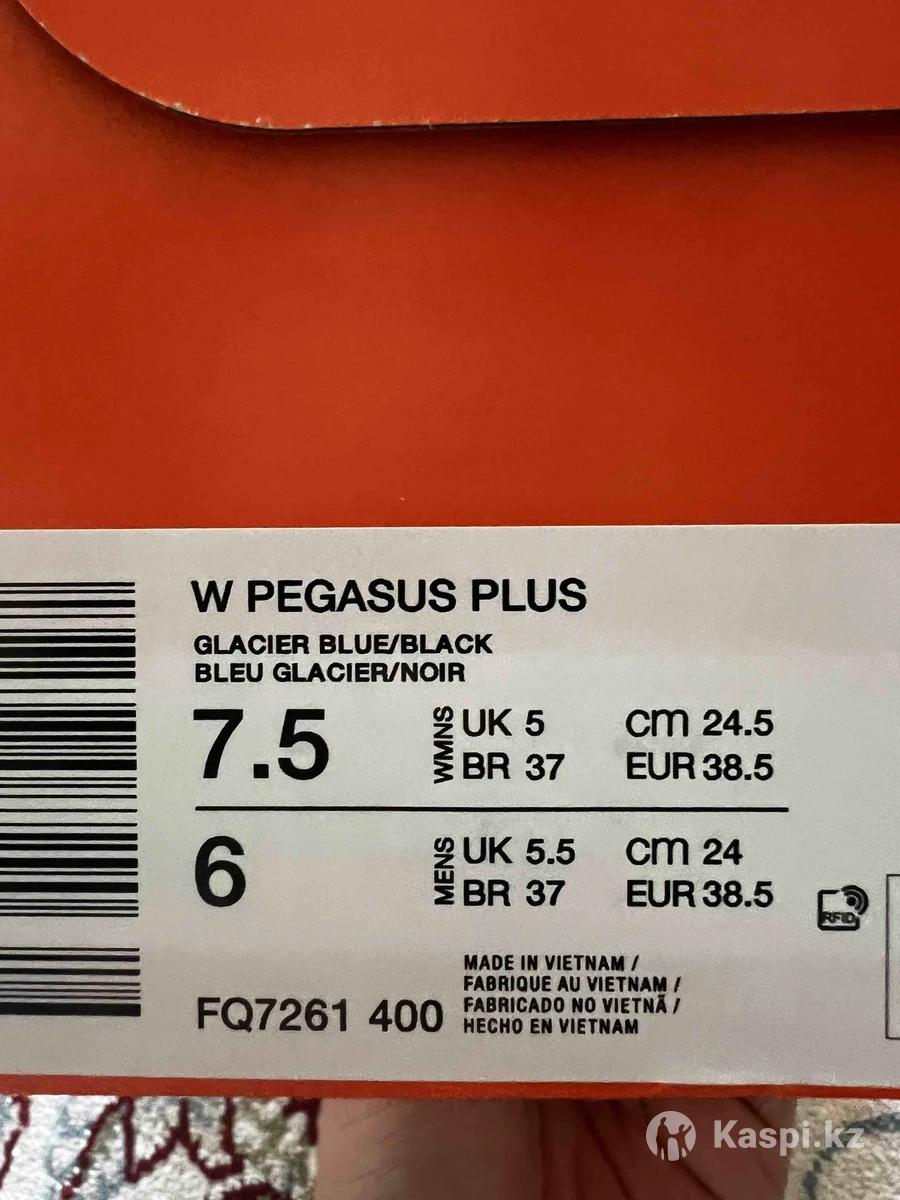 W PEGASUS PLUS
GLACIER BLUE/BLACK
BLEU GLACIER/NOIR
7.5 WMNS UK 5 CM 24.5
BR 37 EUR 38.5
6 MENS UK 5.5 CM 24
BR 37 EUR 38.5
RFID
FQ7261 400
MADE IN VIETNAM /
FABRIQUE AU VIETNAM /
FABRICADO NO VIETNÃ /
HECHO EN VIETNAM
Kaspi.kz